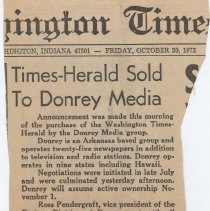 hington Times
SHINGTON, INDIANA 47501 — FRIDAY, OCTOBER 20, 1972
Times-Herald Sold
To Donrey Media
Announcement was made this morning
of the purchase of the Washington Times-
Herald by the Donrey Media group.
Donrey is an Arkansas based group and
operates twenty-five newspapers in addition
to television and radio stations. Donrey op-
erates in nine states including Hawaii.
Negotiations were initiated in late July
and were culminated yesterday afternoon.
Donrey will assume active ownership
November 1.
Ross Pendergraft, vice president of the